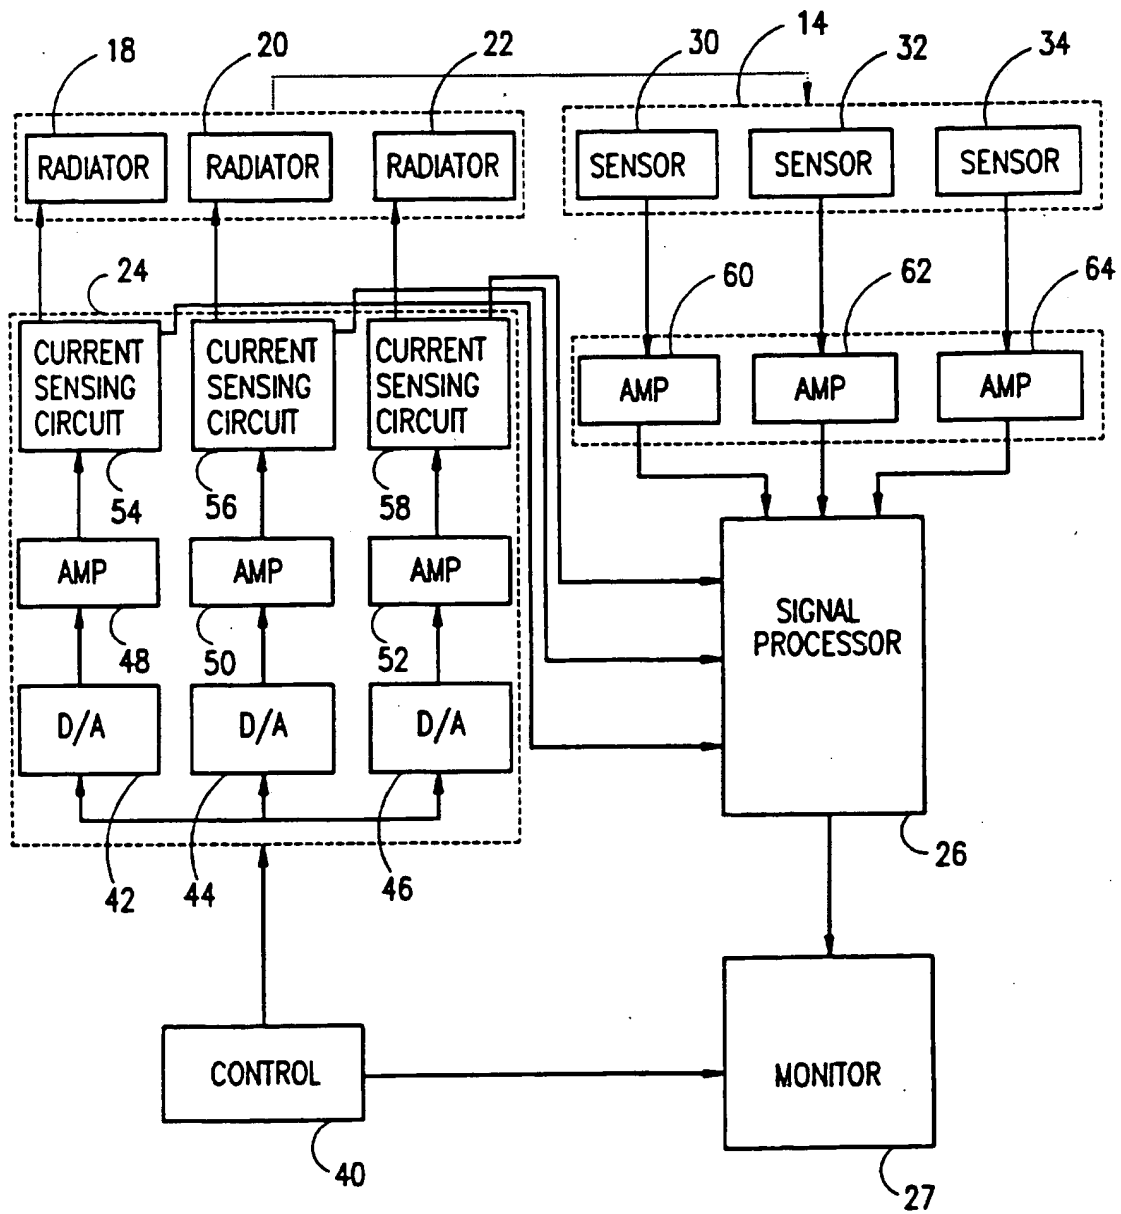 18
20
22
30
14
32
34
RADIATOR
RADIATOR
RADIATOR
SENSOR
SENSOR
SENSOR
24
60
62
64
CURRENT
SENSING
CIRCUIT
CURRENT
SENSING
CIRCUIT
CURRENT
SENSING
CIRCUIT
AMP
AMP
AMP
54
56
58
AMP
AMP
AMP
SIGNAL
PROCESSOR
48
50
52
D/A
D/A
D/A
26
42
44
46
CONTROL
MONITOR
40
27